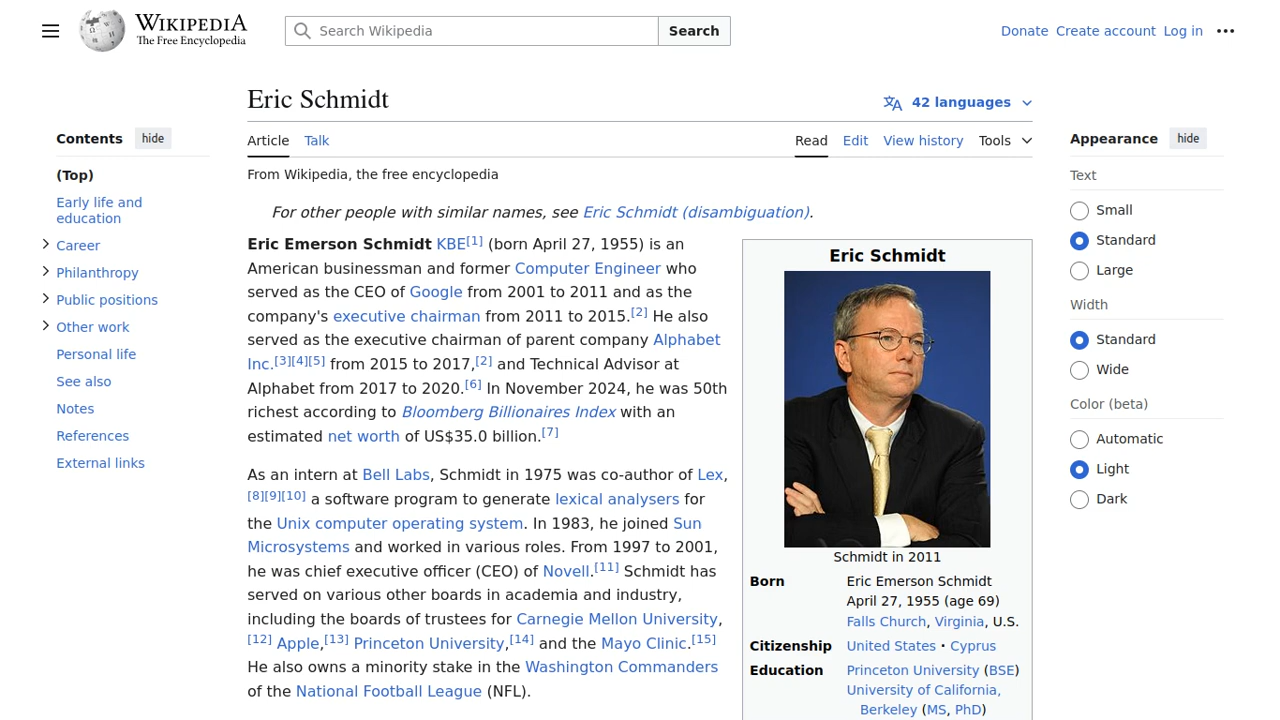 WIKIPEDIA
The Free Encyclopedia
Search Wikipedia
Search
Donate
Create account
Log in
Eric Schmidt
42 languages
Contents
hide
(Top)
Early life and
education
Career
Philanthropy
Public positions
Other work
Personal life
See also
Notes
References
External links
Article
Talk
Read
Edit
View history
Tools
From Wikipedia, the free encyclopedia
For other people with similar names, see Eric Schmidt (disambiguation).
Eric Emerson Schmidt KBE[1] (born April 27, 1955) is an
American businessman and former Computer Engineer who
served as the CEO of Google from 2001 to 2011 and as the
company's executive chairman from 2011 to 2015.[2] He also
served as the executive chairman of parent company Alphabet
Inc.[3][4][5] from 2015 to 2017,[2] and Technical Advisor at
Alphabet from 2017 to 2020.[6] In November 2024, he was 50th
richest according to Bloomberg Billionaires Index with an
estimated net worth of US$35.0 billion.[7]
As an intern at Bell Labs, Schmidt in 1975 was co-author of Lex,
[8][9][10] a software program to generate lexical analysers for
the Unix computer operating system. In 1983, he joined Sun
Microsystems and worked in various roles. From 1997 to 2001,
he was chief executive officer (CEO) of Novell.[11] Schmidt has
served on various other boards in academia and industry,
including the boards of trustees for Carnegie Mellon University,
[12] Apple,[13] Princeton University,[14] and the Mayo Clinic.[15]
He also owns a minority stake in the Washington Commanders
of the National Football League (NFL).
Eric Schmidt
Schmidt in 2011
Born
Eric Emerson Schmidt
April 27, 1955 (age 69)
Falls Church, Virginia, U.S.
Citizenship
United States • Cyprus
Education
Princeton University (BSE)
University of California,
Berkeley (MS, PhD)
Appearance
hide
Text
Small
Standard
Large
Width
Standard
Wide
Color (beta)
Automatic
Light
Dark